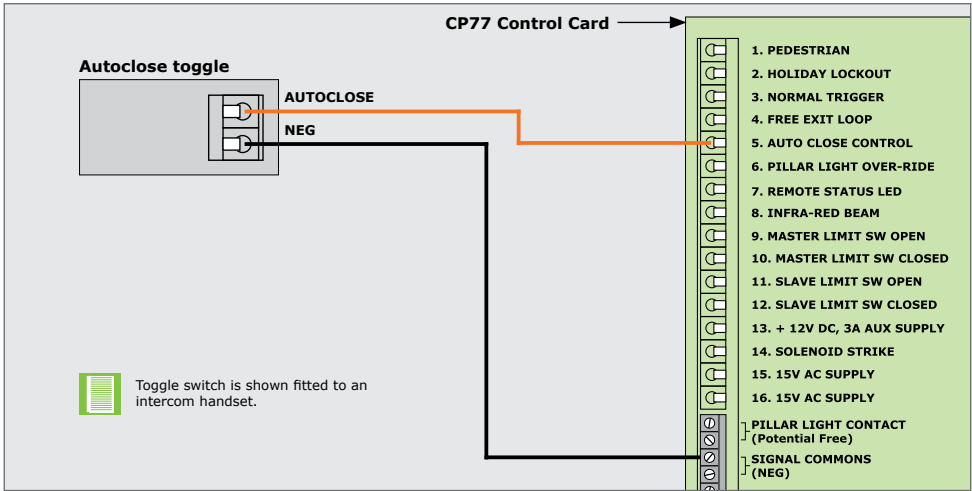 CP77 Control Card
Autoclose toggle
AUTOCLOSE
NEG
1. PEDESTRIAN
2. HOLIDAY LOCKOUT
3. NORMAL TRIGGER
4. FREE EXIT LOOP
5. AUTO CLOSE CONTROL
6. PILLAR LIGHT OVER-RIDE
7. REMOTE STATUS LED
8. INFRA-RED BEAM
9. MASTER LIMIT SW OPEN
10. MASTER LIMIT SW CLOSED
11. SLAVE LIMIT SW OPEN
12. SLAVE LIMIT SW CLOSED
13. + 12V DC, 3A AUX SUPPLY
14. SOLENOID STRIKE
15. 15V AC SUPPLY
16. 15V AC SUPPLY
PILLAR LIGHT CONTACT
(Potential Free)
SIGNAL COMMONS
(NEG)
Toggle switch is shown fitted to an
intercom handset.